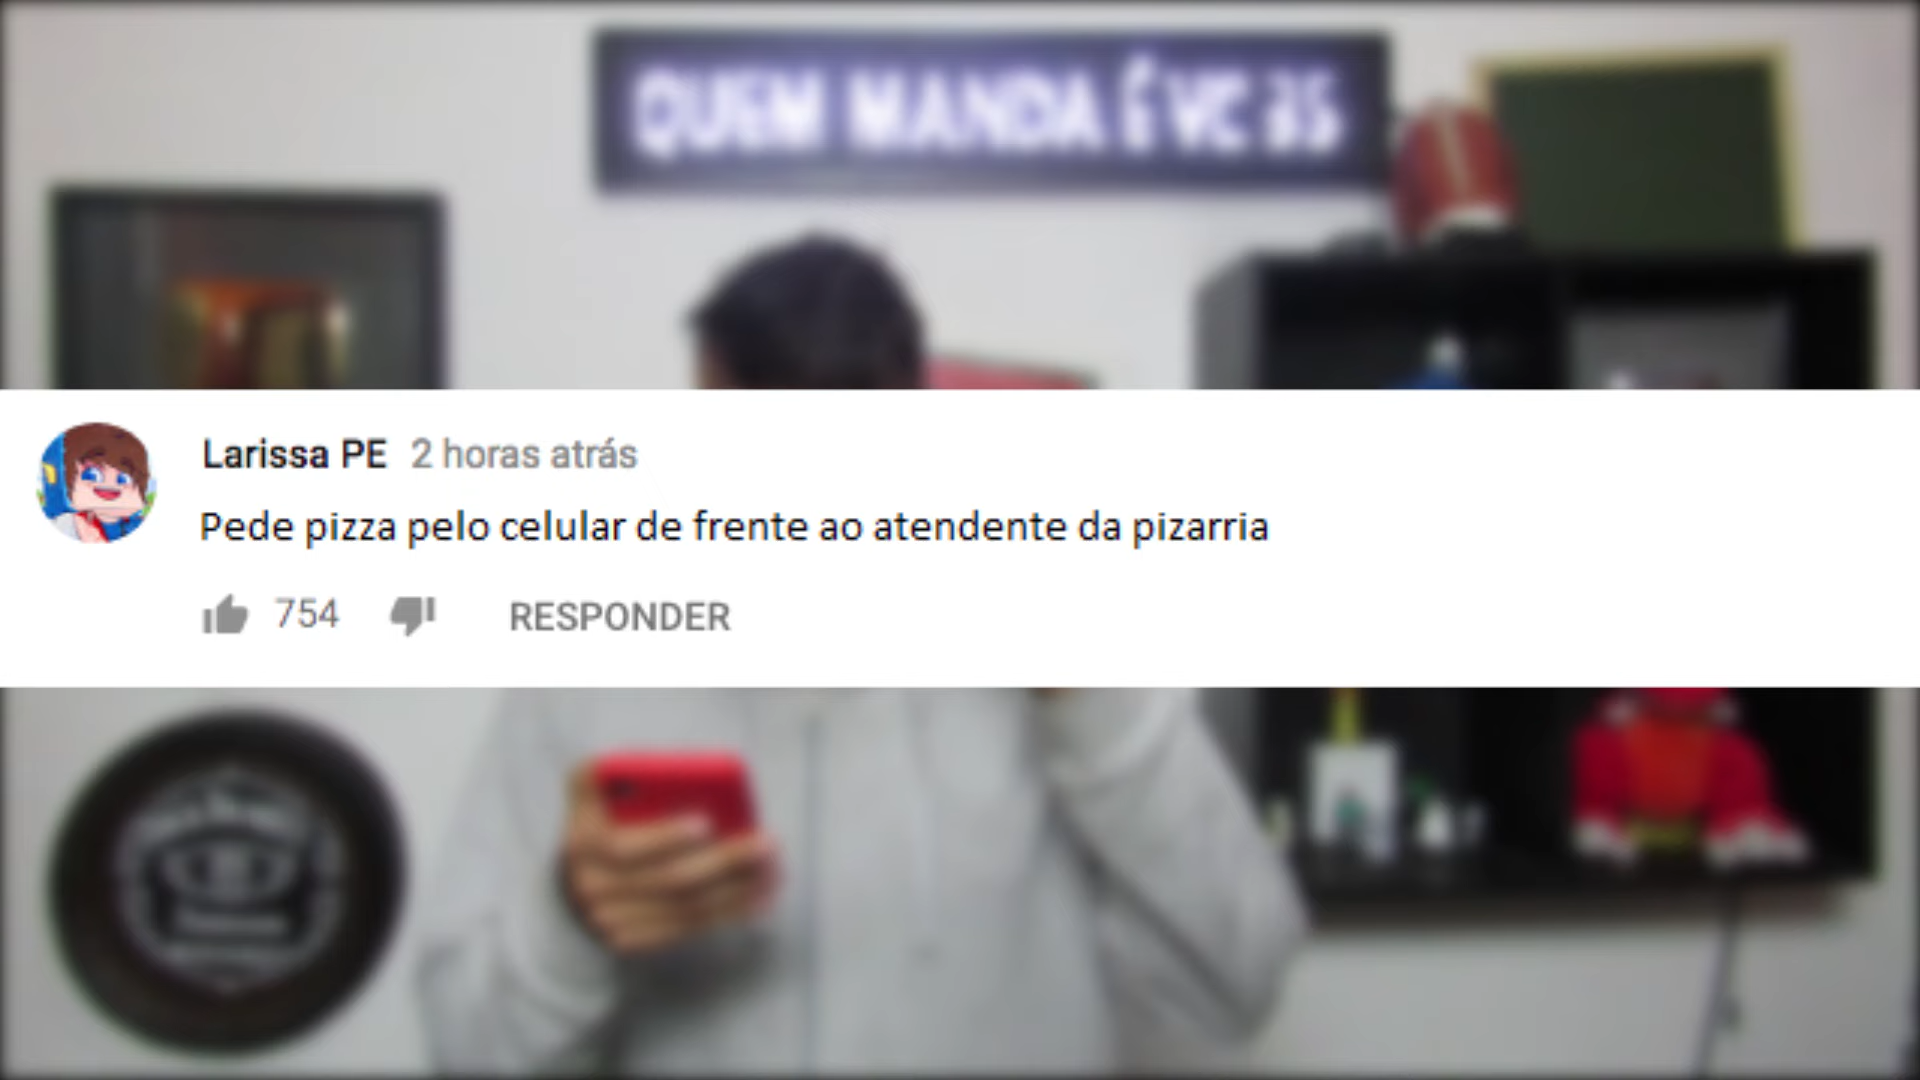 QUEM MANDA É VC 3S
Larissa PE 2 horas atrás
Pede pizza pelo celular de frente ao atendente da pizarria
754 RESPONDER